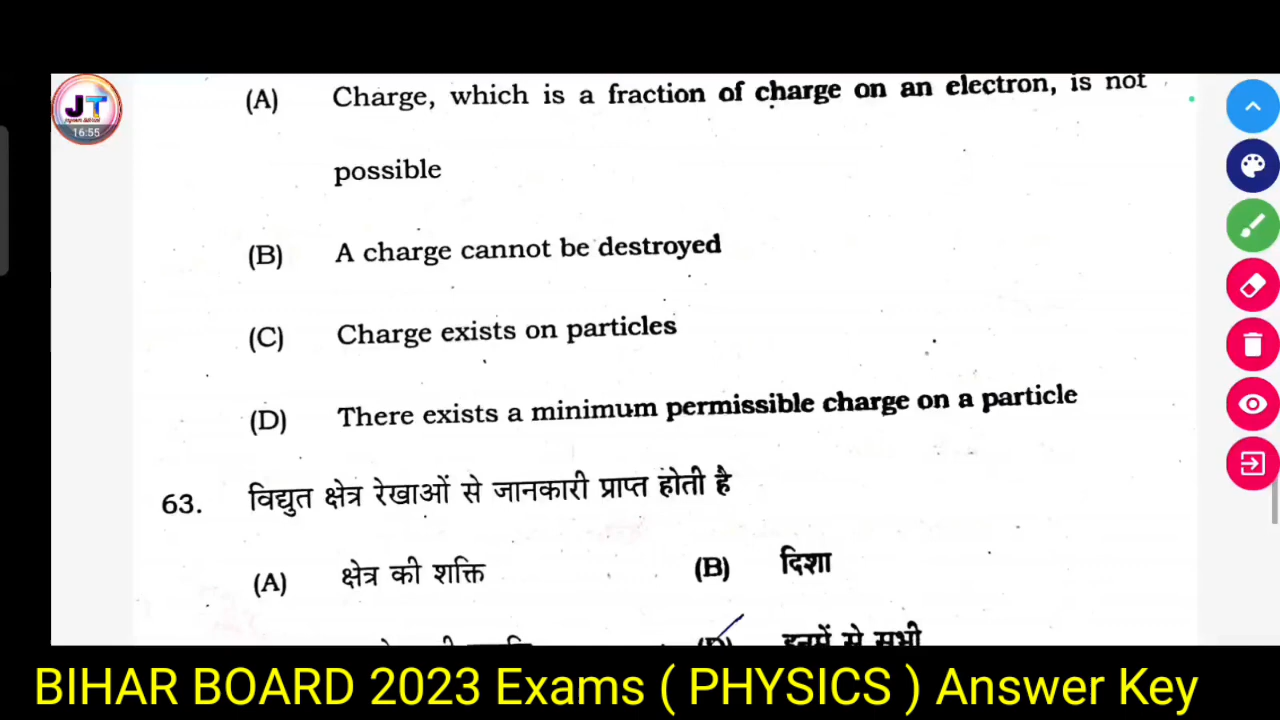 JT
16:55
(A) Charge, which is a fraction of charge on an electron, is not
possible
(B) A charge cannot be destroyed
(C) Charge exists on particles
(D) There exists a minimum permissible charge on a particle
63. विद्युत क्षेत्र रेखाओं से जानकारी प्राप्त होती है
(A) क्षेत्र की शक्ति (B) दिशा
(D) इनमें से सभी
BIHAR BOARD 2023 Exams ( PHYSICS ) Answer Key